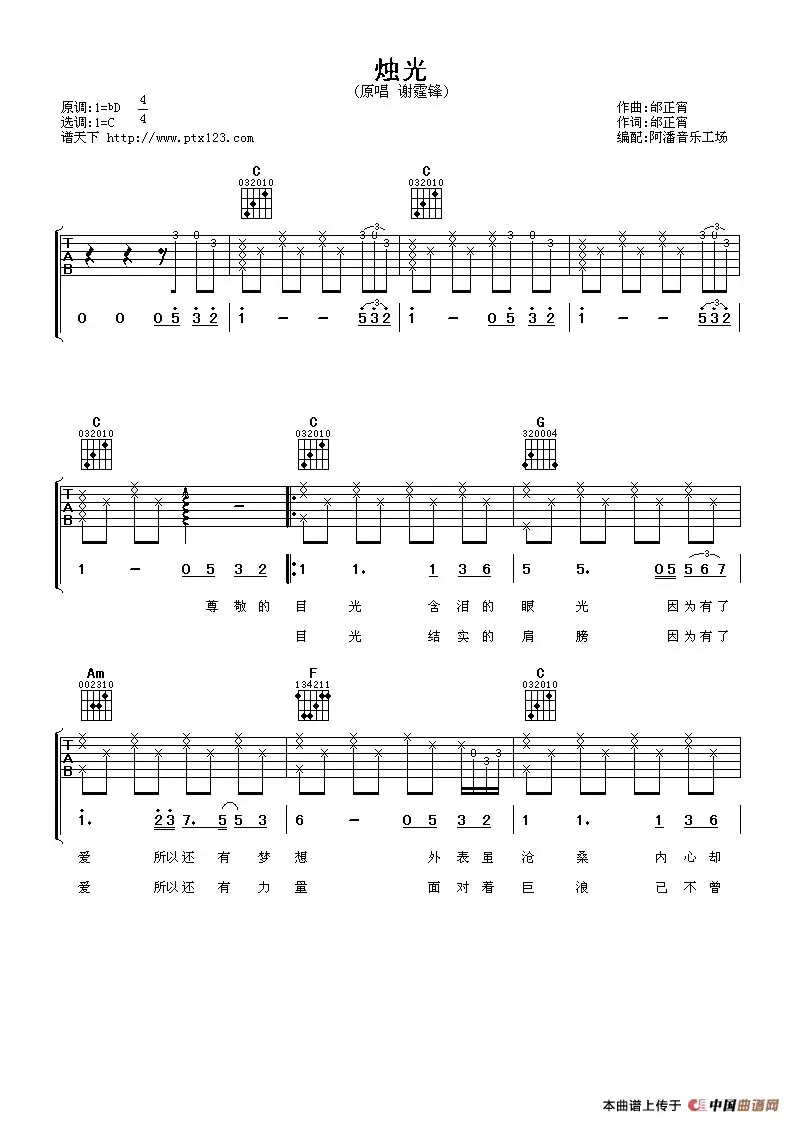 烛光
(原唱 谢霆锋)
原调:1=bD 4/4
选调:1=C
谱天下 http://www.ptx123.com
作曲:邰正宵
作词:邰正宵
编配:阿潘音乐工场
C C
032010 032010
3 0 3 3 0 3 3 0 3 3 0 3
T A B
0 0 0 5 3 2 1 - - 5 3 2 1 - 0 5 3 2 1 - - 5 3 2
C C G
032010 032010 320004
T A B
1 - 0 5 3 2 1 1. 1 3 6 5 5. 0 5 5 6 7
尊敬的 目 光 含泪的 眼 光 因为有了
目 光 结实的 肩 膀 因为有了
Am F C
002310 134211 032010
T A B 0 3 3
1. 2 3 7. 5 5 3 6 - 0 5 3 2 1 1. 1 3 6
爱 所以还 有 梦 想 外表里 沧 桑 内心却
爱 所以还 有 力 量 面对着 巨 浪 己不曾
本曲谱上传于 中国曲谱网